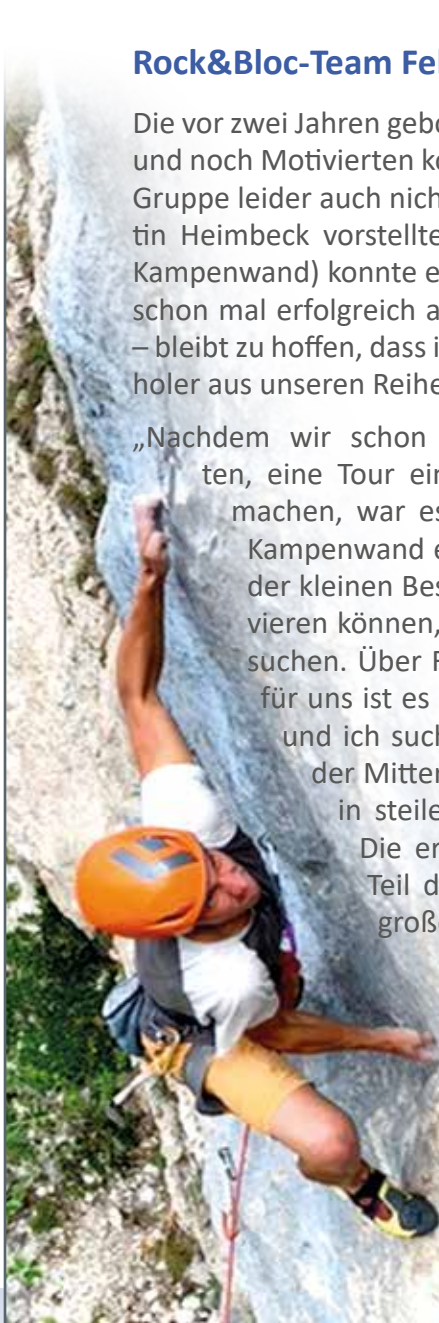 Rock&Bloc-Team Fel
Die vor zwei Jahren gebo
und noch Motivierten ko
Gruppe leider auch nich
tin Heimbeck vorstellte
Kampenwand) konnte e
schon mal erfolgreich a
– bleibt zu hoffen, dass i
holer aus unseren Reihe
„Nachdem wir schon
ten, eine Tour ein
machen, war es
Kampenwand e
der kleinen Bes
vieren können,
suchen. Über F
für uns ist es
und ich such
der Mitten
in steile
Die er
Teil d
groß